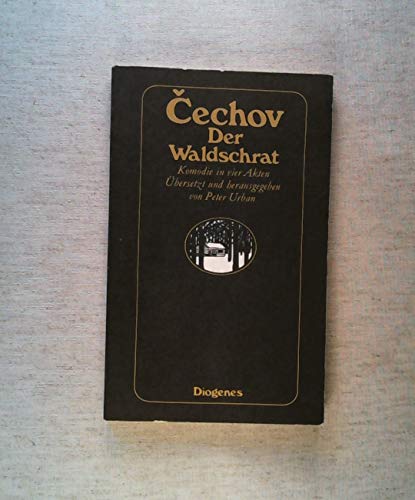 Čechov
Der
Waldschrat
Komödie in vier Akten
Übersetzt und herausgegeben
von Peter Urban
Diogenes